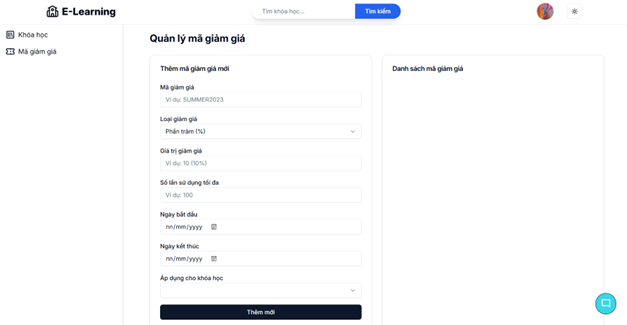 E-Learning
Tìm khóa học...
Tìm kiếm
Khóa học
Mã giảm giá
Quản lý mã giảm giá
Thêm mã giảm giá mới
Mã giảm giá
Ví dụ: SUMMER2023
Loại giảm giá
Phần trăm (%)
Giá trị giảm giá
Ví dụ: 10 (10%)
Số lần sử dụng tối đa
Ví dụ: 100
Ngày bắt đầu
nn/mm/yyyy
Ngày kết thúc
nn/mm/yyyy
Áp dụng cho khóa học
Thêm mới
Danh sách mã giảm giá